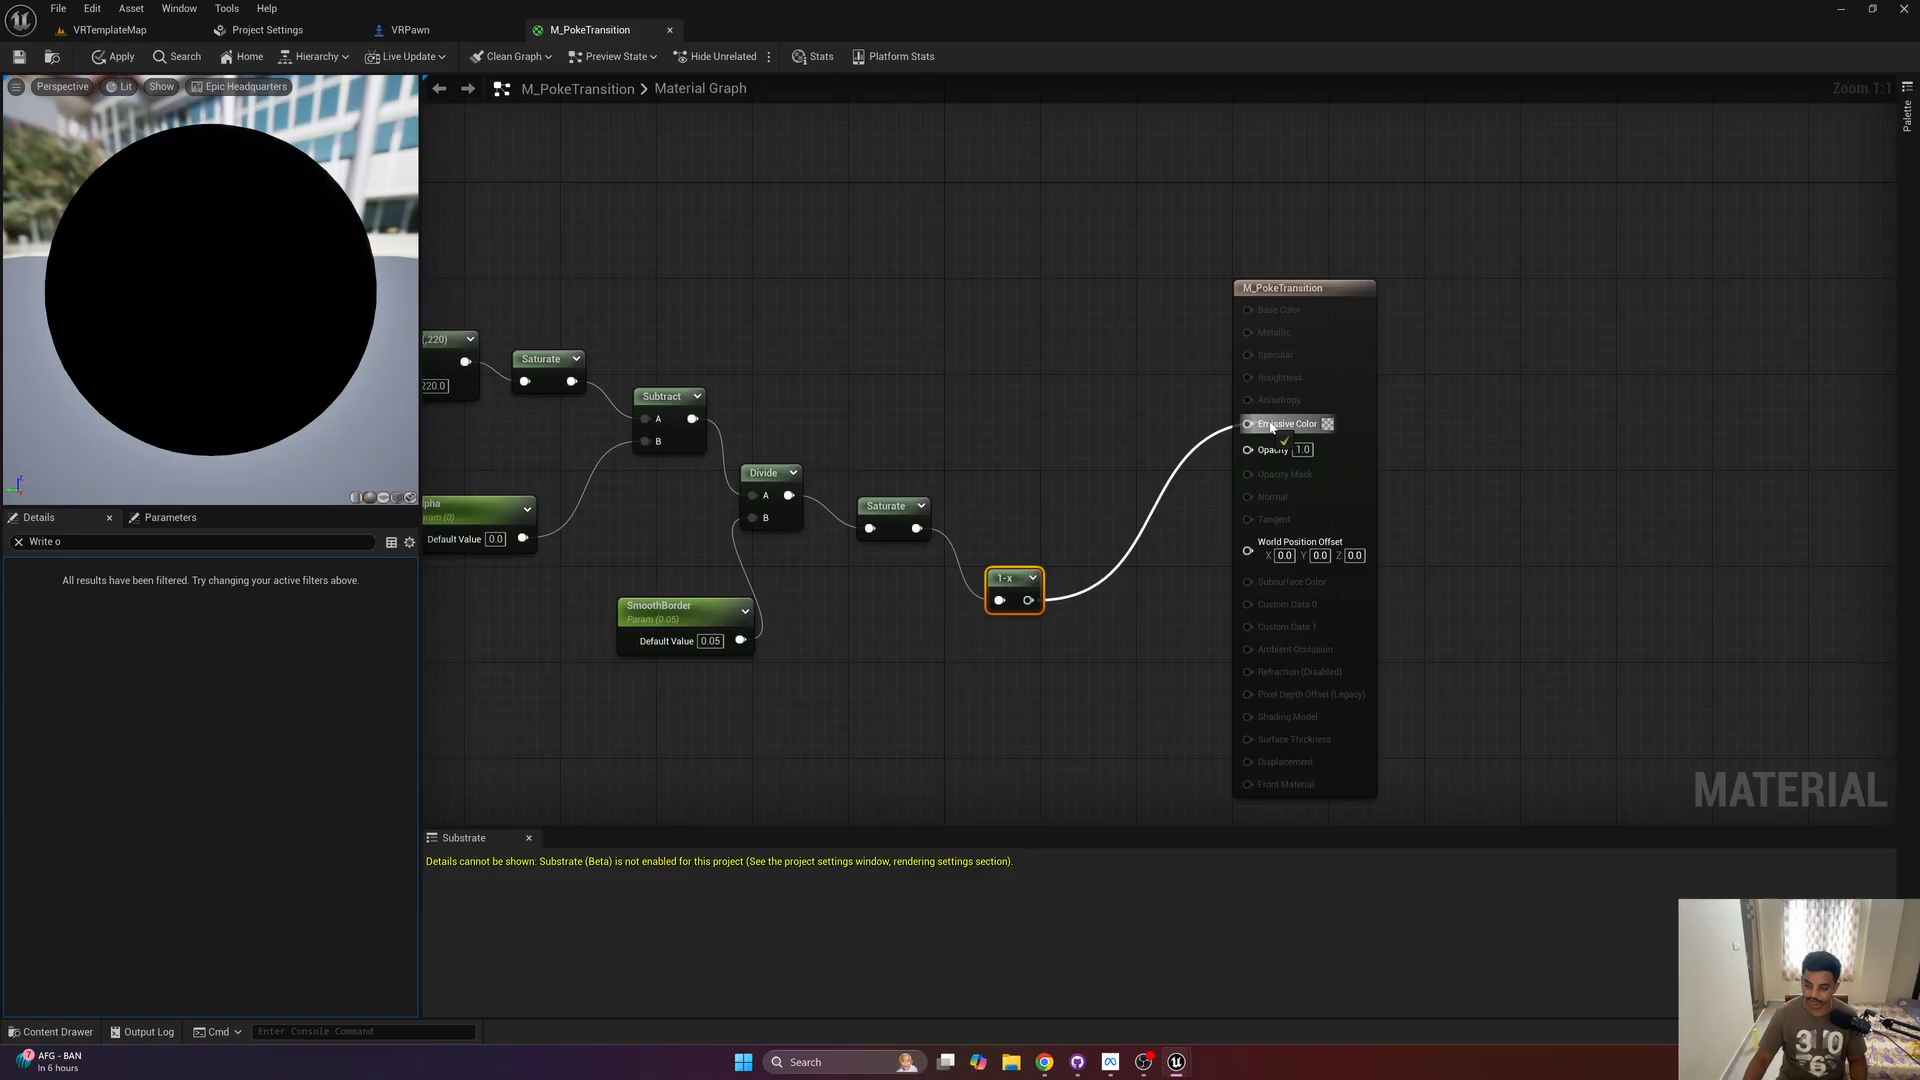 File Edit Asset Window Tools Help
VRTemplateMap Project Settings VRPawn M_PokeTransition
Apply Search Home Hierarchy Live Update Clean Graph Preview State Hide Unrelated Stats Platform Stats
Perspective Lit Show Epic Headquarters
M_PokeTransition > Material Graph
Zoom 1:1
Palette
(,220)
220.0
Saturate
Subtract
A
B
Divide
A
B
lpha
aram (0)
Default Value 0.0
SmoothBorder
Param (0.05)
Default Value 0.05
Saturate
1-x
M_PokeTransition
Base Color
Metallic
Specular
Roughness
Anisotropy
Emissive Color
Opacity 1.0
Opacity Mask
Normal
Tangent
World Position Offset
X 0.0 Y 0.0 Z 0.0
Subsurface Color
Custom Data 0
Custom Data 1
Ambient Occlusion
Refraction (Disabled)
Pixel Depth Offset (Legacy)
Shading Model
Surface Thickness
Displacement
Front Material
MATERIAL
Details Parameters
Write o
All results have been filtered. Try changing your active filters above.
Substrate
Details cannot be shown: Substrate (Beta) is not enabled for this project (See the project settings window, rendering settings section).
Content Drawer Output Log Cmd Enter Console Command
7
AFG - BAN
In 6 hours
Search